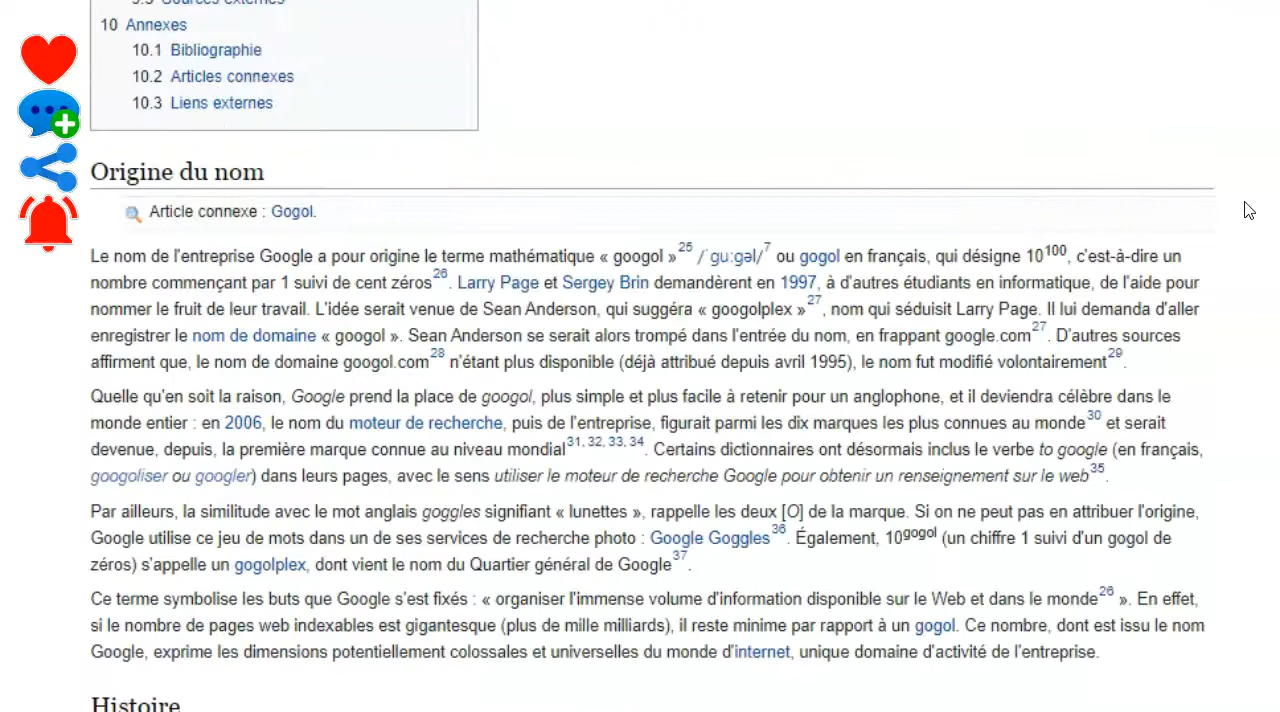 9.3 Sources externes
10 Annexes
10.1 Bibliographie
10.2 Articles connexes
10.3 Liens externes
Origine du nom
Article connexe : Gogol.
Le nom de l'entreprise Google a pour origine le terme mathématique « googol »25 /ˈɡuːɡəl/7 ou gogol en français, qui désigne 10100, c'est-à-dire un
nombre commençant par 1 suivi de cent zéros26. Larry Page et Sergey Brin demandèrent en 1997, à d'autres étudiants en informatique, de l'aide pour
nommer le fruit de leur travail. L'idée serait venue de Sean Anderson, qui suggéra « googolplex »27, nom qui séduisit Larry Page. Il lui demanda d'aller
enregistrer le nom de domaine « googol ». Sean Anderson se serait alors trompé dans l'entrée du nom, en frappant google.com27. D'autres sources
affirment que, le nom de domaine googol.com28 n'étant plus disponible (déjà attribué depuis avril 1995), le nom fut modifié volontairement29.
Quelle qu'en soit la raison, Google prend la place de googol, plus simple et plus facile à retenir pour un anglophone, et il deviendra célèbre dans le
monde entier : en 2006, le nom du moteur de recherche, puis de l'entreprise, figurait parmi les dix marques les plus connues au monde30 et serait
devenue, depuis, la première marque connue au niveau mondial31, 32, 33, 34. Certains dictionnaires ont désormais inclus le verbe to google (en français,
googoliser ou googler) dans leurs pages, avec le sens utiliser le moteur de recherche Google pour obtenir un renseignement sur le web35.
Par ailleurs, la similitude avec le mot anglais goggles signifiant « lunettes », rappelle les deux [O] de la marque. Si on ne peut pas en attribuer l'origine,
Google utilise ce jeu de mots dans un de ses services de recherche photo : Google Goggles36. Également, 10gogol (un chiffre 1 suivi d'un gogol de
zéros) s'appelle un gogolplex, dont vient le nom du Quartier général de Google37.
Ce terme symbolise les buts que Google s'est fixés : « organiser l'immense volume d'information disponible sur le Web et dans le monde26 ». En effet,
si le nombre de pages web indexables est gigantesque (plus de mille milliards), il reste minime par rapport à un gogol. Ce nombre, dont est issu le nom
Google, exprime les dimensions potentiellement colossales et universelles du monde d'internet, unique domaine d'activité de l'entreprise.
Histoire